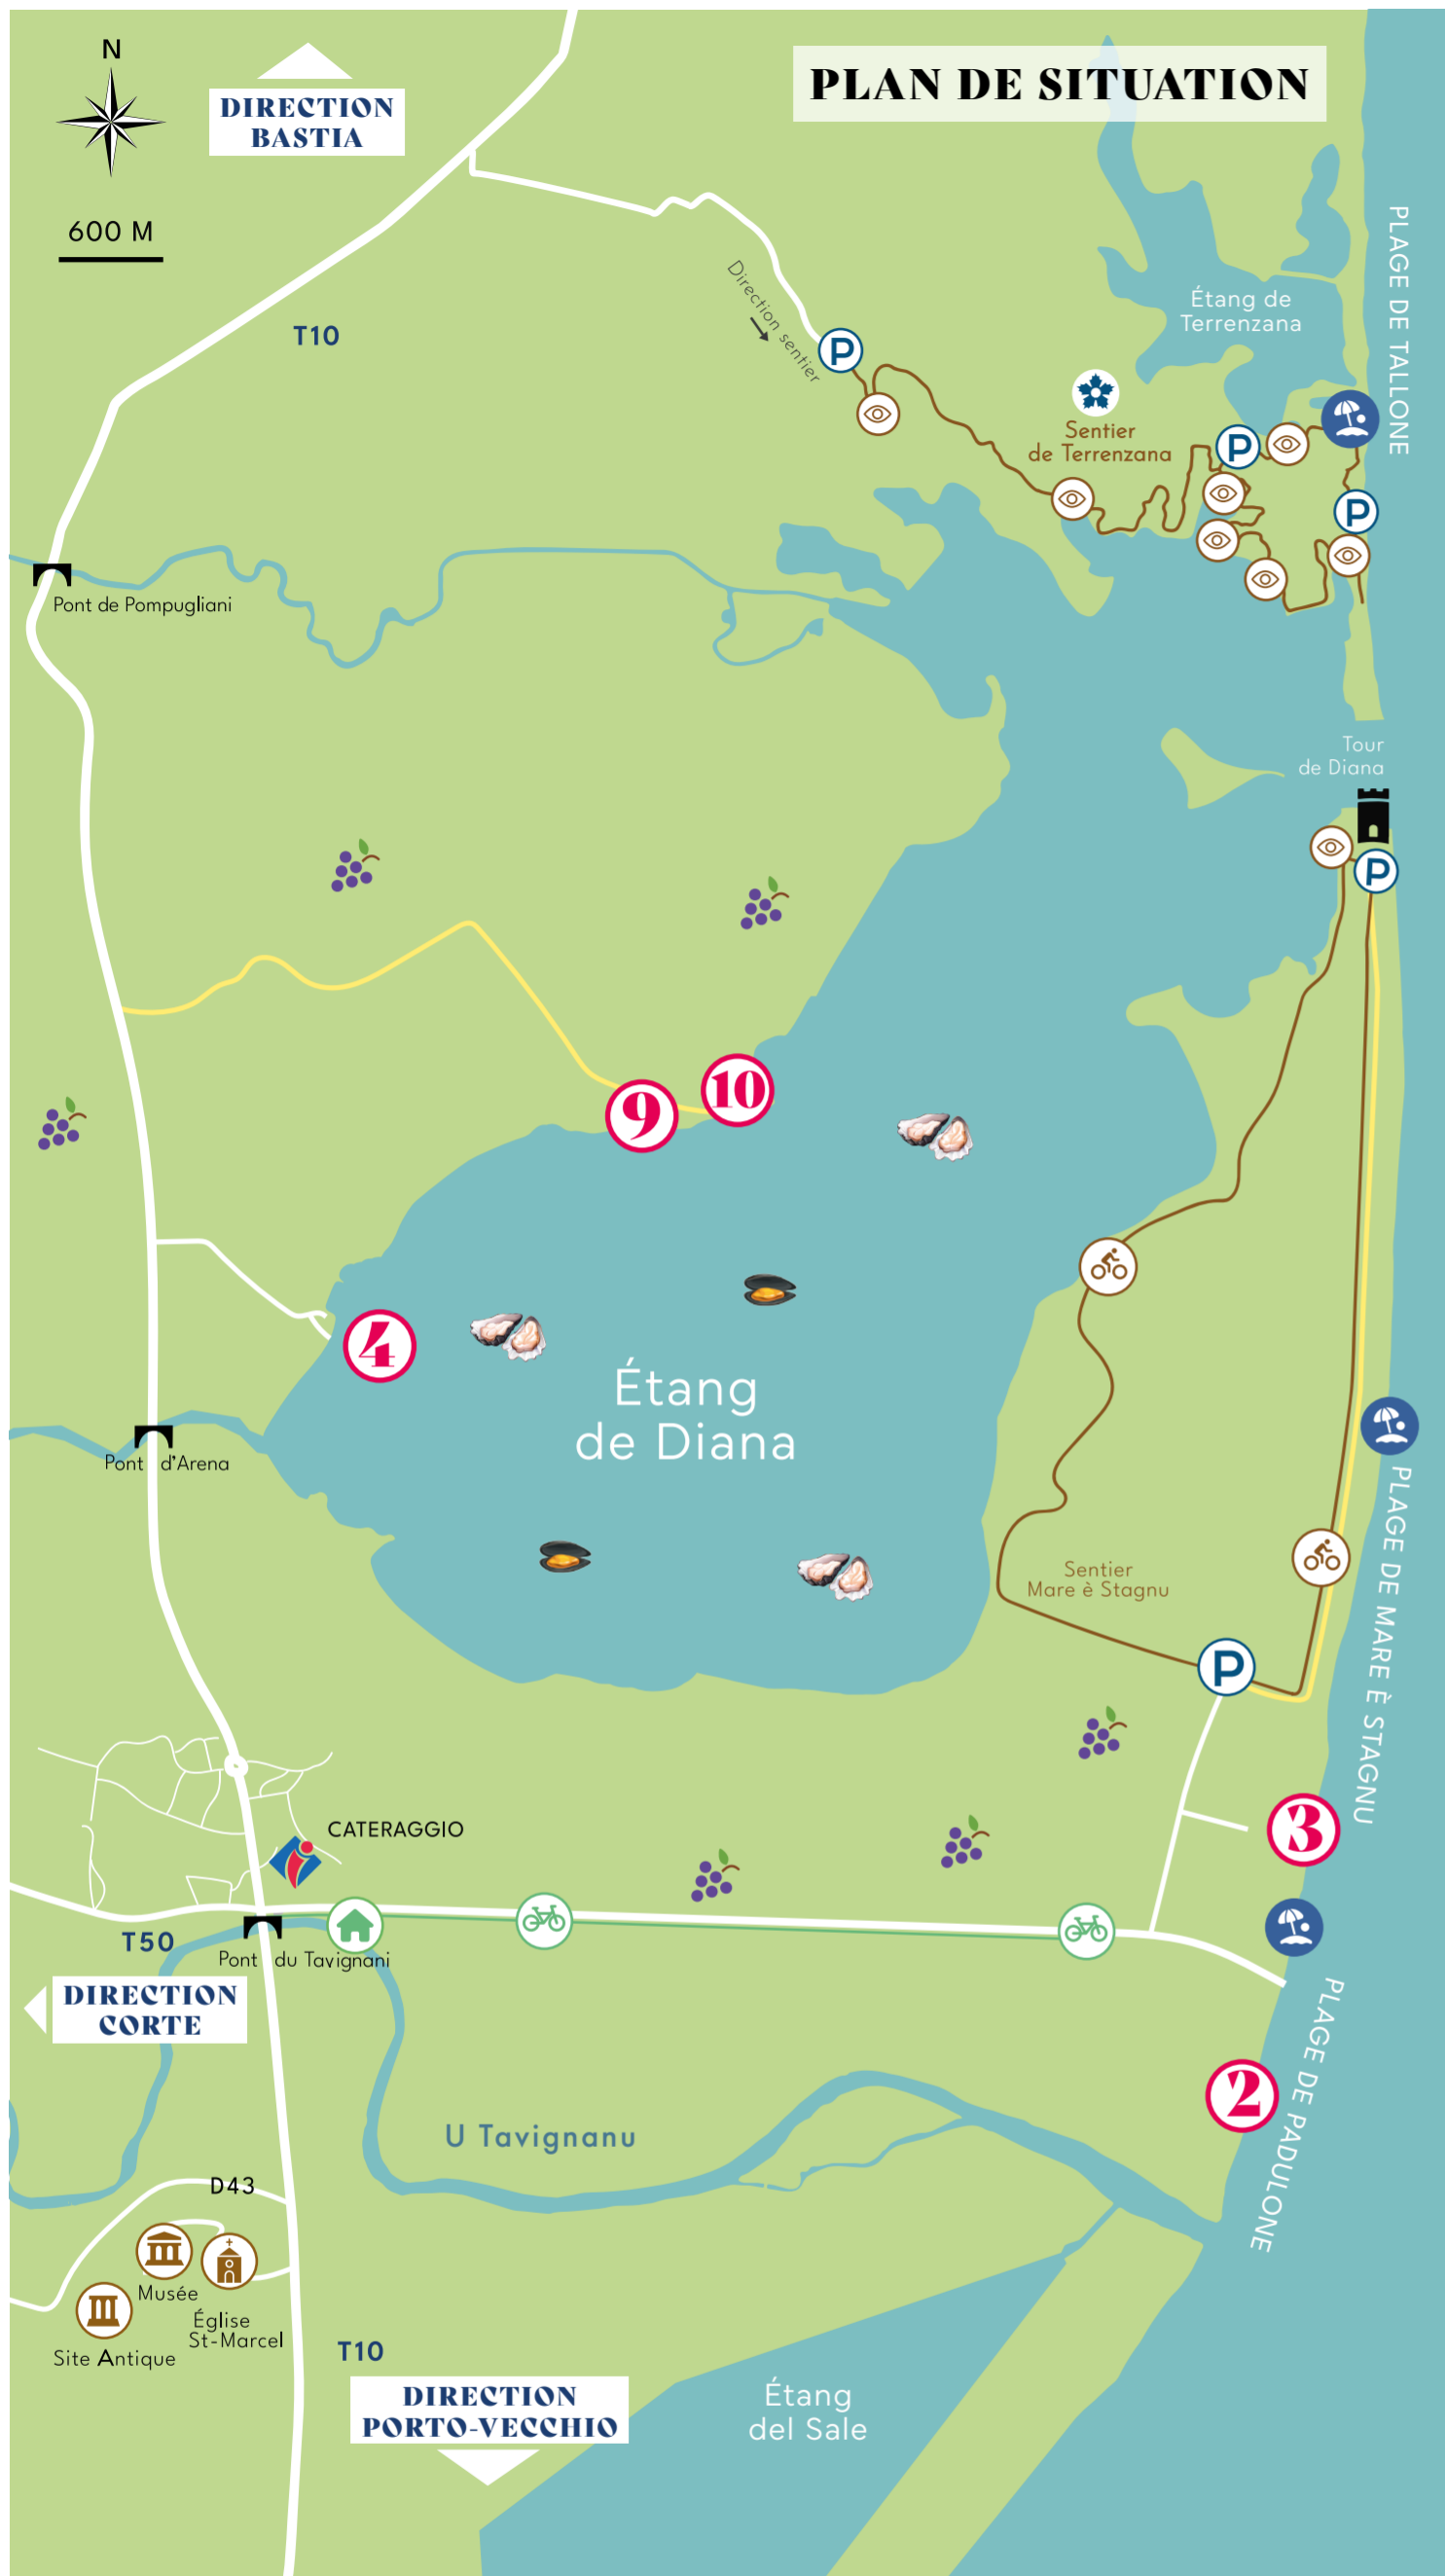 N
DIRECTION
BASTIA
PLAN DE SITUATION
600 M
T10
PLAGE DE TALLONE
Étang de
Terrenzana
Direction sentier
P
Sentier
de Terrenzana
P
P
Pont de Pompugliani
Tour
de Diana
P
9
10
4
Étang
de Diana
Pont d'Arena
PLAGE DE MARE È STAGNU
Sentier
Mare è Stagnu
P
3
CATERAGGIO
T50
Pont du Tavignani
DIRECTION
CORTE
PLAGE DE PADULONE
2
U Tavignanu
D43
Musée
Église
St-Marcel
Site Antique
T10
DIRECTION
PORTO-VECCHIO
Étang
del Sale